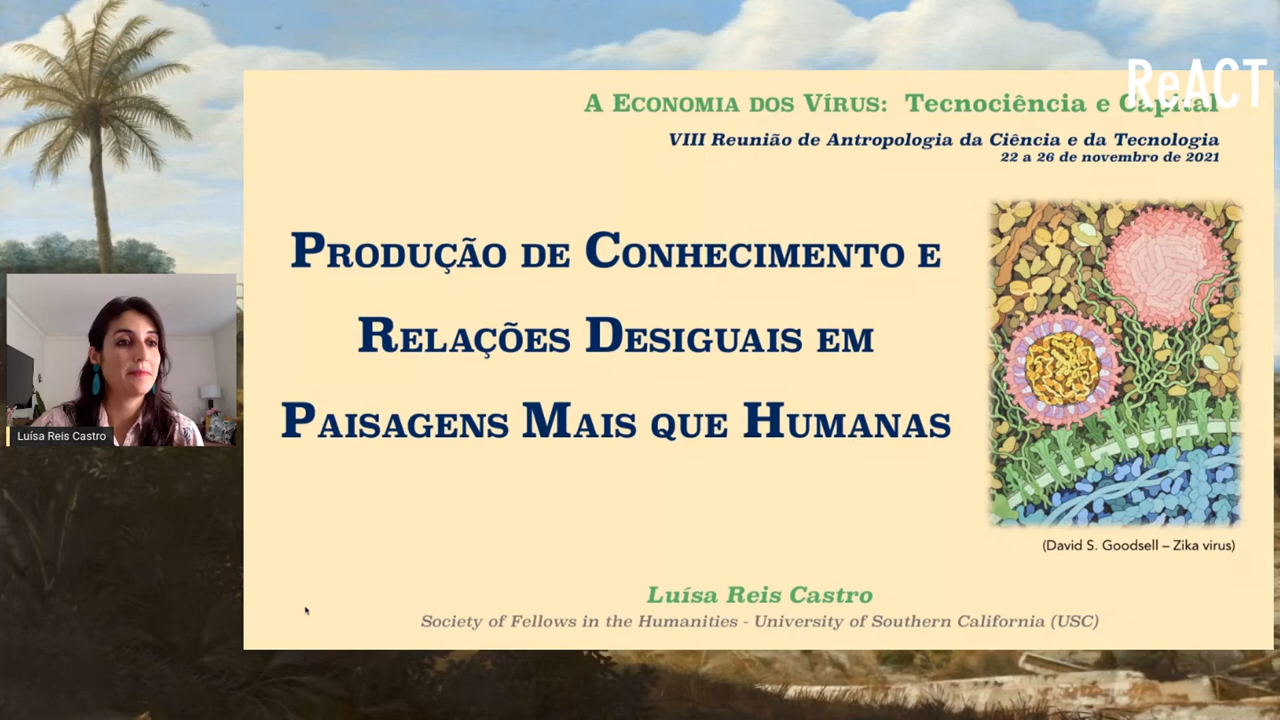 ReACT
A Economia dos Vírus: Tecnociência e Capital
VIII Reunião de Antropologia da Ciência e da Tecnologia
22 a 26 de novembro de 2021
Produção de Conhecimento e
Relações Desiguais em
Paisagens Mais que Humanas
Luísa Reis Castro
(David S. Goodsell – Zika virus)
Luísa Reis Castro
Society of Fellows in the Humanities - University of Southern California (USC)